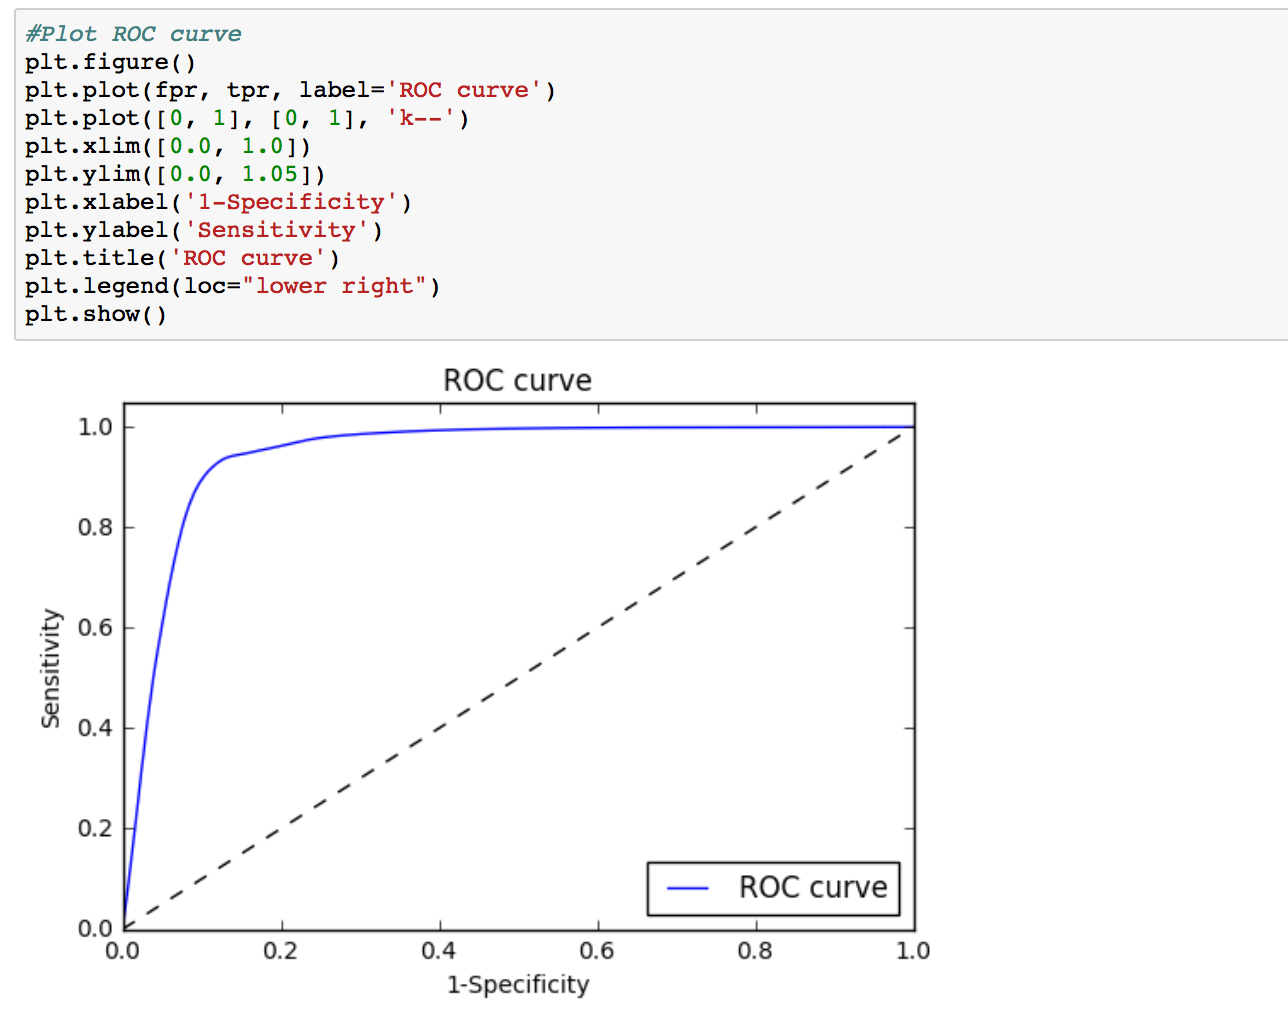 #Plot ROC curve
plt.figure()
plt.plot(fpr, tpr, label='ROC curve')
plt.plot([0, 1], [0, 1], 'k--')
plt.xlim([0.0, 1.0])
plt.ylim([0.0, 1.05])
plt.xlabel('1-Specificity')
plt.ylabel('Sensitivity')
plt.title('ROC curve')
plt.legend(loc="lower right")
plt.show()
ROC curve
1.0
0.8
0.6
0.4
0.2
0.0
Sensitivity
ROC curve
0.0 0.2 0.4 0.6 0.8 1.0
1-Specificity